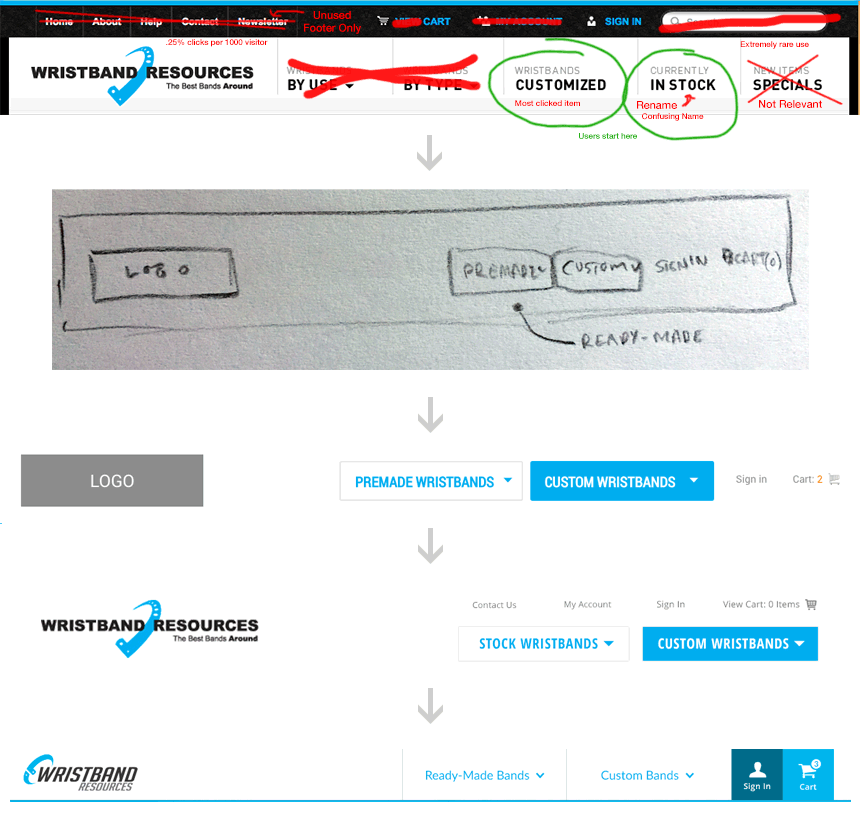 Home About Help Contact Newsletter Unused VIEW CART MY ACCOUNT SIGN IN
Footer Only
.25% clicks per 1000 visitor
Extremely rare use
WRISTBAND RESOURCES
The Best Bands Around
BY USE
BY TYPE
WRISTBANDS
CUSTOMIZED
Most clicked item
CURRENTLY
IN STOCK
Rename ?
Confusing Name
NEW ITEMS
SPECIALS
Not Relevant
Users start here
LOGO
PREMADE CUSTOM SIGN IN CART(0)
READY-MADE
LOGO
PREMADE WRISTBANDS CUSTOM WRISTBANDS Sign in Cart: 2
Contact Us My Account Sign In View Cart: 0 Items
WRISTBAND RESOURCES
The Best Bands Around
STOCK WRISTBANDS CUSTOM WRISTBANDS
WRISTBAND
RESOURCES
Ready-Made Bands Custom Bands
Sign In
3
Cart